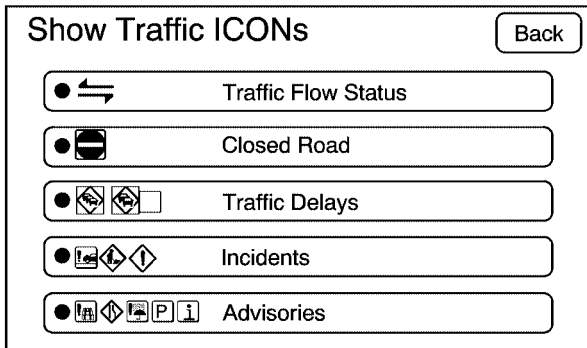 Show Traffic ICONs
Back
Traffic Flow Status
Closed Road
Traffic Delays
! ! Incidents
! ! P i Advisories